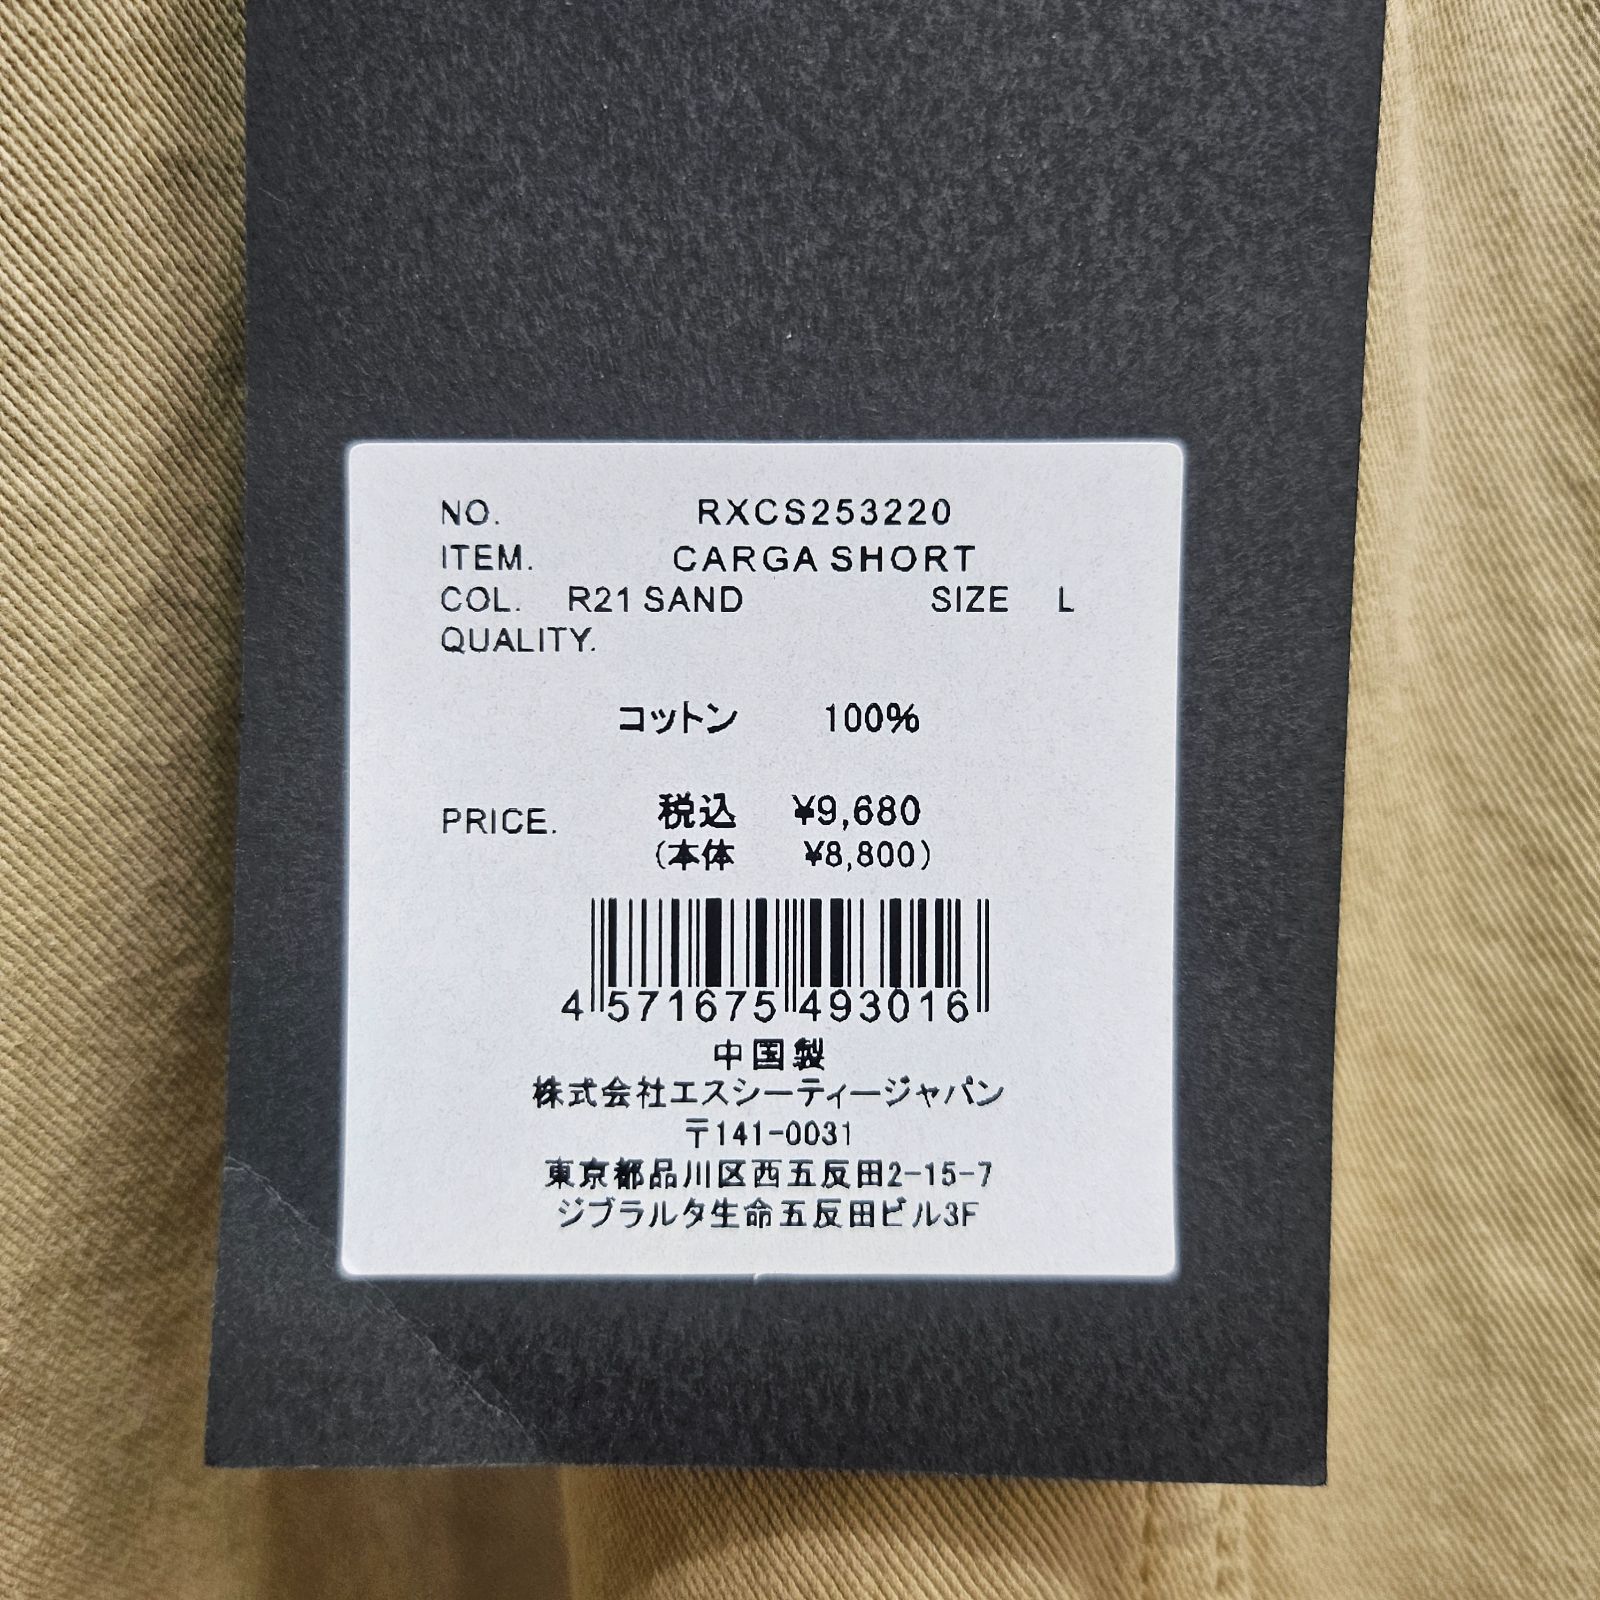 NO. RXCS253220
ITEM. CARGA SHORT
COL. R21 SAND SIZE L
QUALITY.
コットン 100%
PRICE. 税込 ¥9,680
(本体 ¥8,800)
4 571675 493016
中国製
株式会社エスシーティージャパン
〒141-0031
東京都品川区西五反田2-15-7
ジブラルタ生命五反田ビル3F